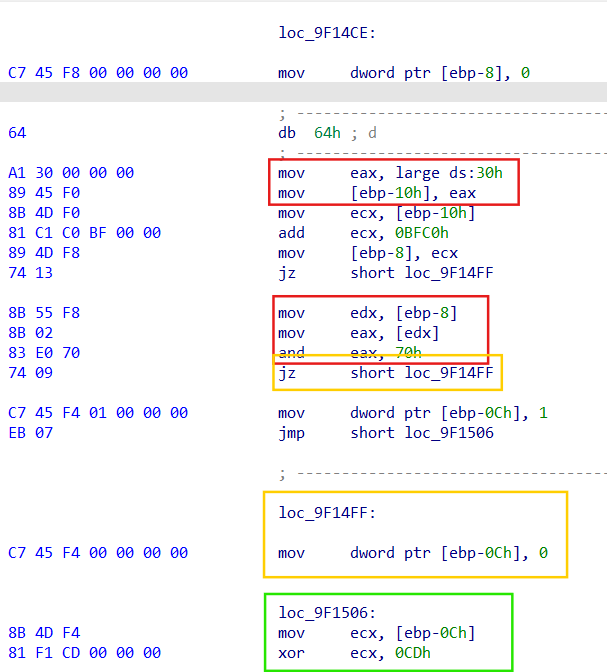 loc_9F14CE:
C7 45 F8 00 00 00 00 mov dword ptr [ebp-8], 0
; ---------------------------------
64 db 64h ; d
; ---------------------------------
A1 30 00 00 00 mov eax, large ds:30h
89 45 F0 mov [ebp-10h], eax
8B 4D F0 mov ecx, [ebp-10h]
81 C1 C0 BF 00 00 add ecx, 0BFC0h
89 4D F8 mov [ebp-8], ecx
74 13 jz short loc_9F14FF
8B 55 F8 mov edx, [ebp-8]
8B 02 mov eax, [edx]
83 E0 70 and eax, 70h
74 09 jz short loc_9F14FF
C7 45 F4 01 00 00 00 mov dword ptr [ebp-0Ch], 1
EB 07 jmp short loc_9F1506
; ---------------------------------
loc_9F14FF:
C7 45 F4 00 00 00 00 mov dword ptr [ebp-0Ch], 0
loc_9F1506:
8B 4D F4 mov ecx, [ebp-0Ch]
81 F1 CD 00 00 00 xor ecx, 0CDh